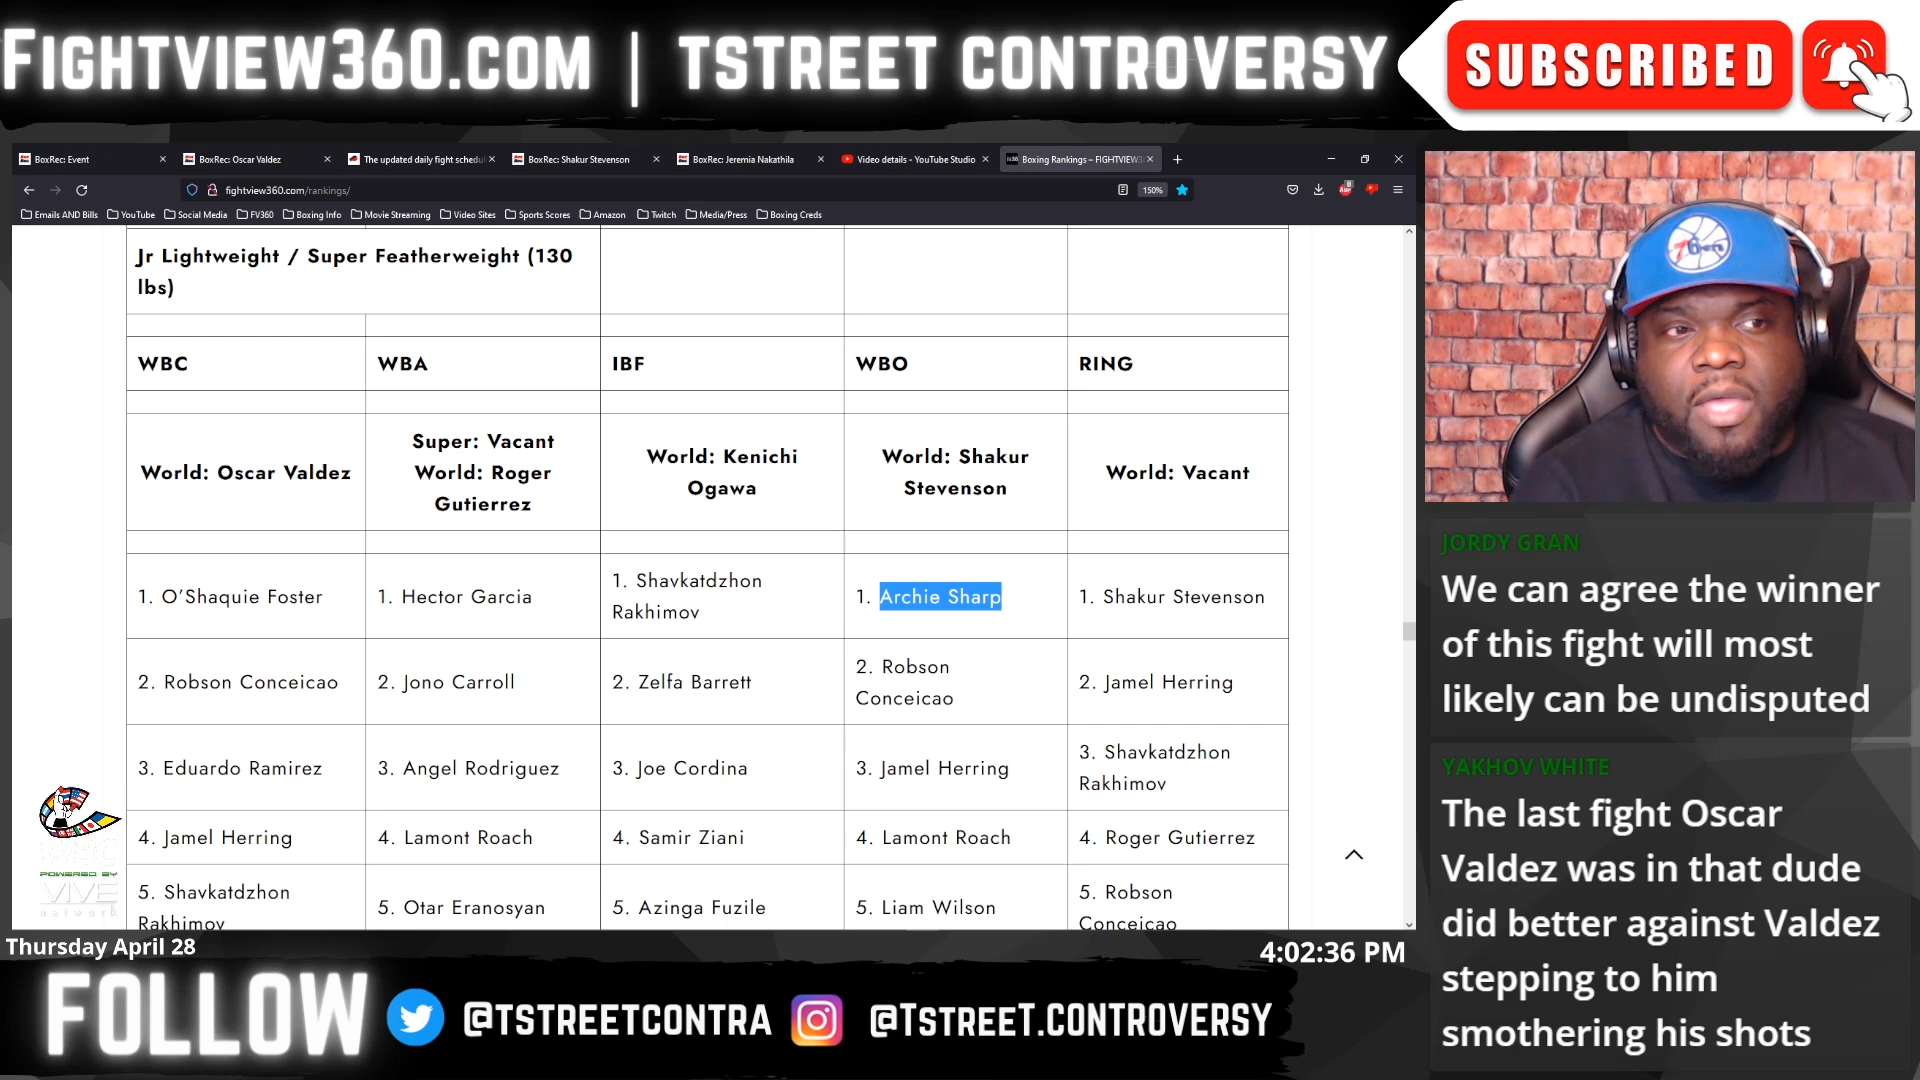 FIGHTVIEW360.COM | TSTREET CONTROVERSY
SUBSCRIBED
BoxRec: Event
BoxRec: Oscar Valdez
The updated daily fight schedu
BoxRec: Shakur Stevenson
BoxRec: Jeremia Nakathila
Video details - YouTube Studio
Boxing Rankings – FIGHTVIEW3
fightview360.com/rankings/
150%
Emails AND Bills
YouTube
Social Media
FV360
Boxing Info
Movie Streaming
Video Sites
Sports Scores
Amazon
Twitch
Media/Press
Boxing Creds
Jr Lightweight / Super Featherweight (130
lbs)
WBC
WBA
IBF
WBO
RING
World: Oscar Valdez
Super: Vacant
World: Roger
Gutierrez
World: Kenichi
Ogawa
World: Shakur
Stevenson
World: Vacant
1. O’Shaquie Foster
1. Hector Garcia
1. Shavkatdzhon
Rakhimov
1. Archie Sharp
1. Shakur Stevenson
2. Robson Conceicao
2. Jono Carroll
2. Zelfa Barrett
2. Robson
Conceicao
2. Jamel Herring
3. Eduardo Ramirez
3. Angel Rodriguez
3. Joe Cordina
3. Jamel Herring
3. Shavkatdzhon
Rakhimov
4. Jamel Herring
4. Lamont Roach
4. Samir Ziani
4. Lamont Roach
4. Roger Gutierrez
5. Shavkatdzhon
Rakhimov
5. Otar Eranosyan
5. Azinga Fuzile
5. Liam Wilson
5. Robson
Conceicao
POWERED BY
VIVE
network
76ers
JORDY GRAN
We can agree the winner
of this fight will most
likely can be undisputed
YAKHOV WHITE
The last fight Oscar
Valdez was in that dude
did better against Valdez
stepping to him
smothering his shots
Thursday April 28
4:02:36 PM
FOLLOW
@TSTREETCONTRA
@TSTREET.CONTROVERSY